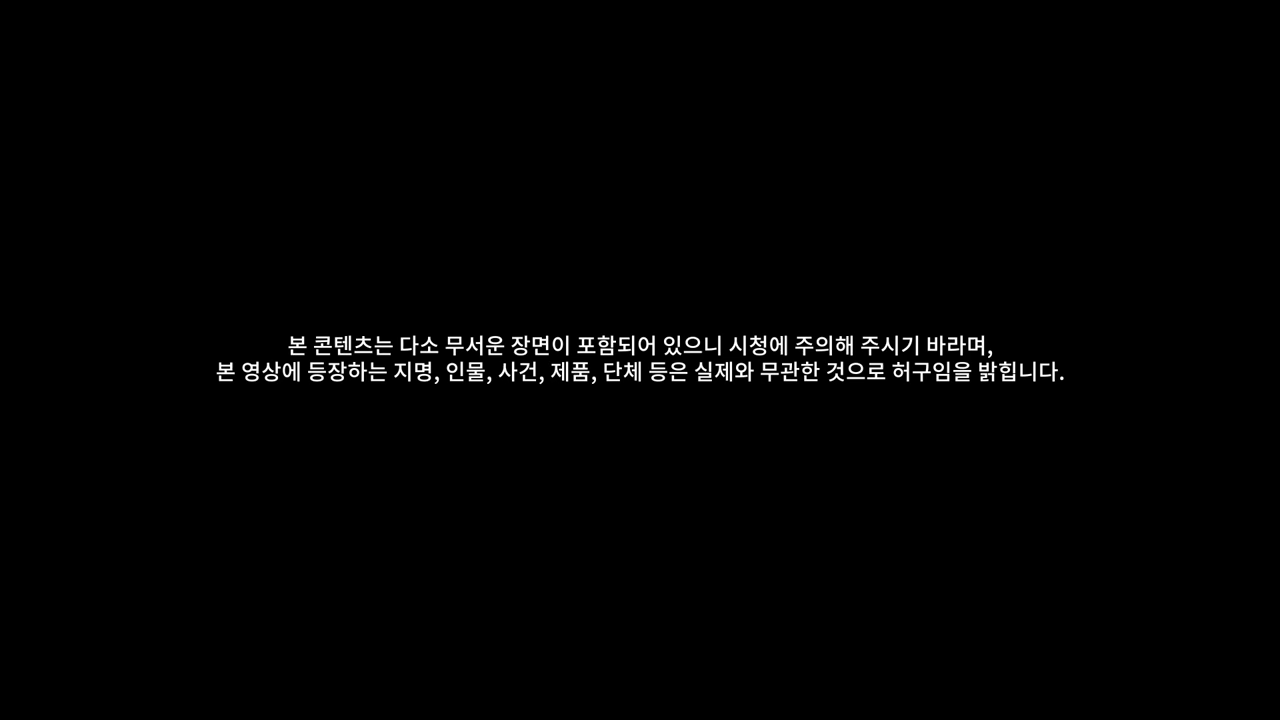 본 콘텐츠는 다소 무서운 장면이 포함되어 있으니 시청에 주의해 주시기 바라며,
본 영상에 등장하는 지명, 인물, 사건, 제품, 단체 등은 실제와 무관한 것으로 허구임을 밝힙니다.